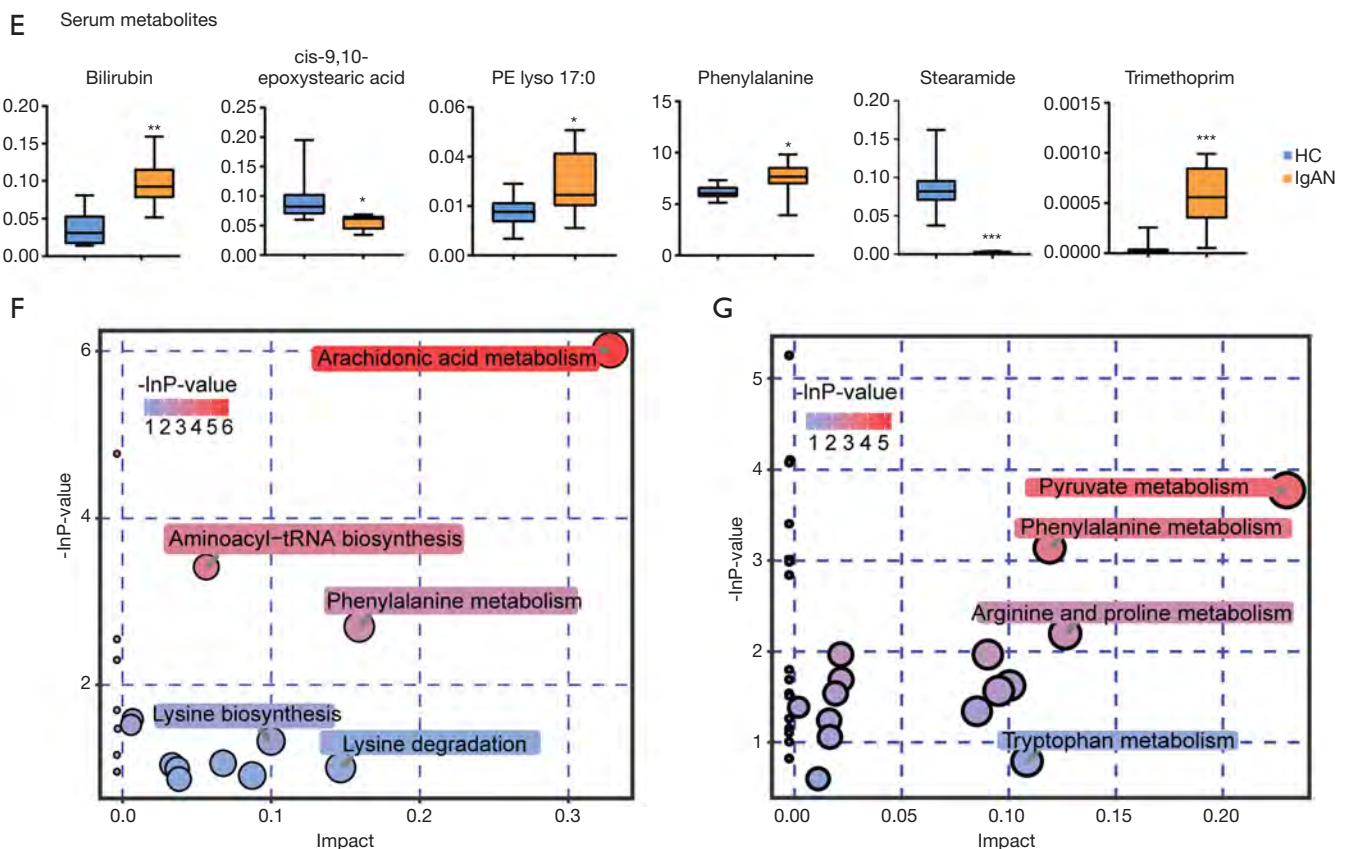 E Serum metabolites
Bilirubin
cis-9,10-
epoxystearic acid
PE lyso 17:0
Phenylalanine
Stearamide
Trimethoprim
0.20
0.15
0.10
0.05
0.00
**
0.25
0.20
0.15
0.10
0.05
0.00
*
0.06
0.04
0.01
0.00
*
15
10
5
0
*
0.20
0.15
0.10
0.05
0.00
***
0.0015
0.0010
0.0005
0.0000
***
HC
IgAN
F
-lnP-value
6
4
2
-lnP-value
1 2 3 4 5 6
Arachidonic acid metabolism
Aminoacyl−tRNA biosynthesis
Phenylalanine metabolism
Lysine biosynthesis
Lysine degradation
0.0 0.1 0.2 0.3
Impact
G
-lnP-value
5
4
3
2
1
-lnP-value
1 2 3 4 5
Pyruvate metabolism
Phenylalanine metabolism
Arginine and proline metabolism
Tryptophan metabolism
0.00 0.05 0.10 0.15 0.20
Impact